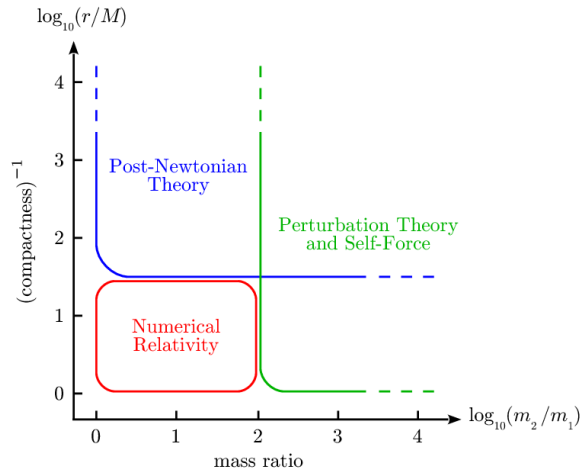 log₁₀(r/M)
4
3
2
1
0
(compactness)⁻¹
Post-Newtonian
Theory
Perturbation Theory
and Self-Force
Numerical
Relativity
0
1
2
3
4
log₁₀(m₂/m₁)
mass ratio